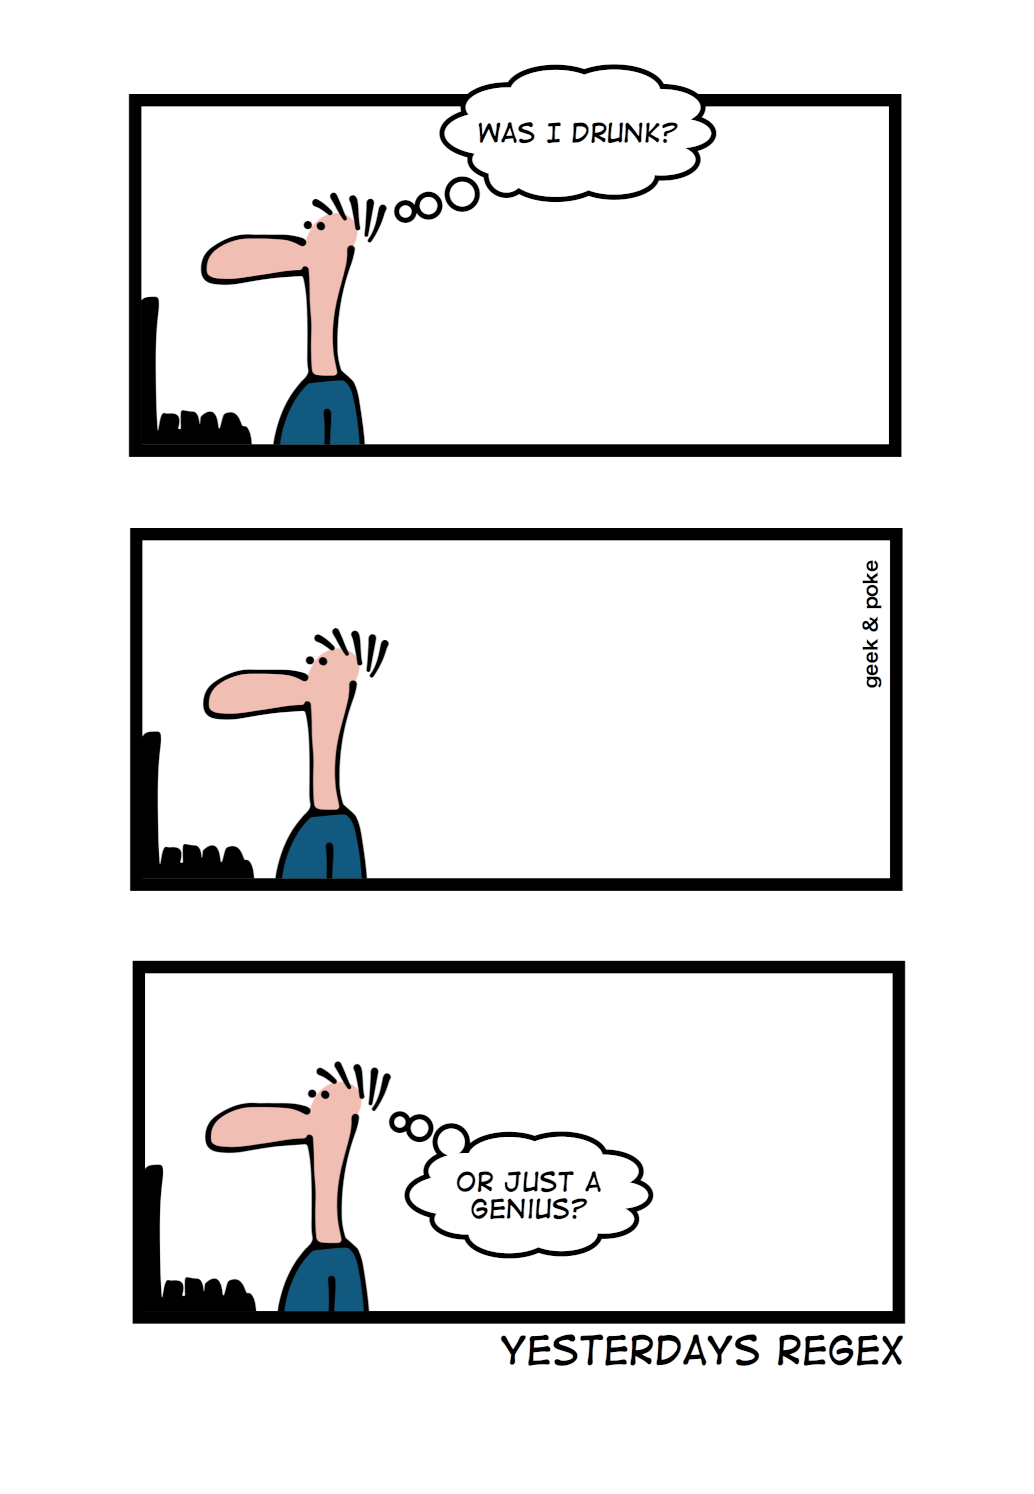 WAS I DRUNK?
geek & poke
OR JUST A
GENIUS?
YESTERDAYS REGEX